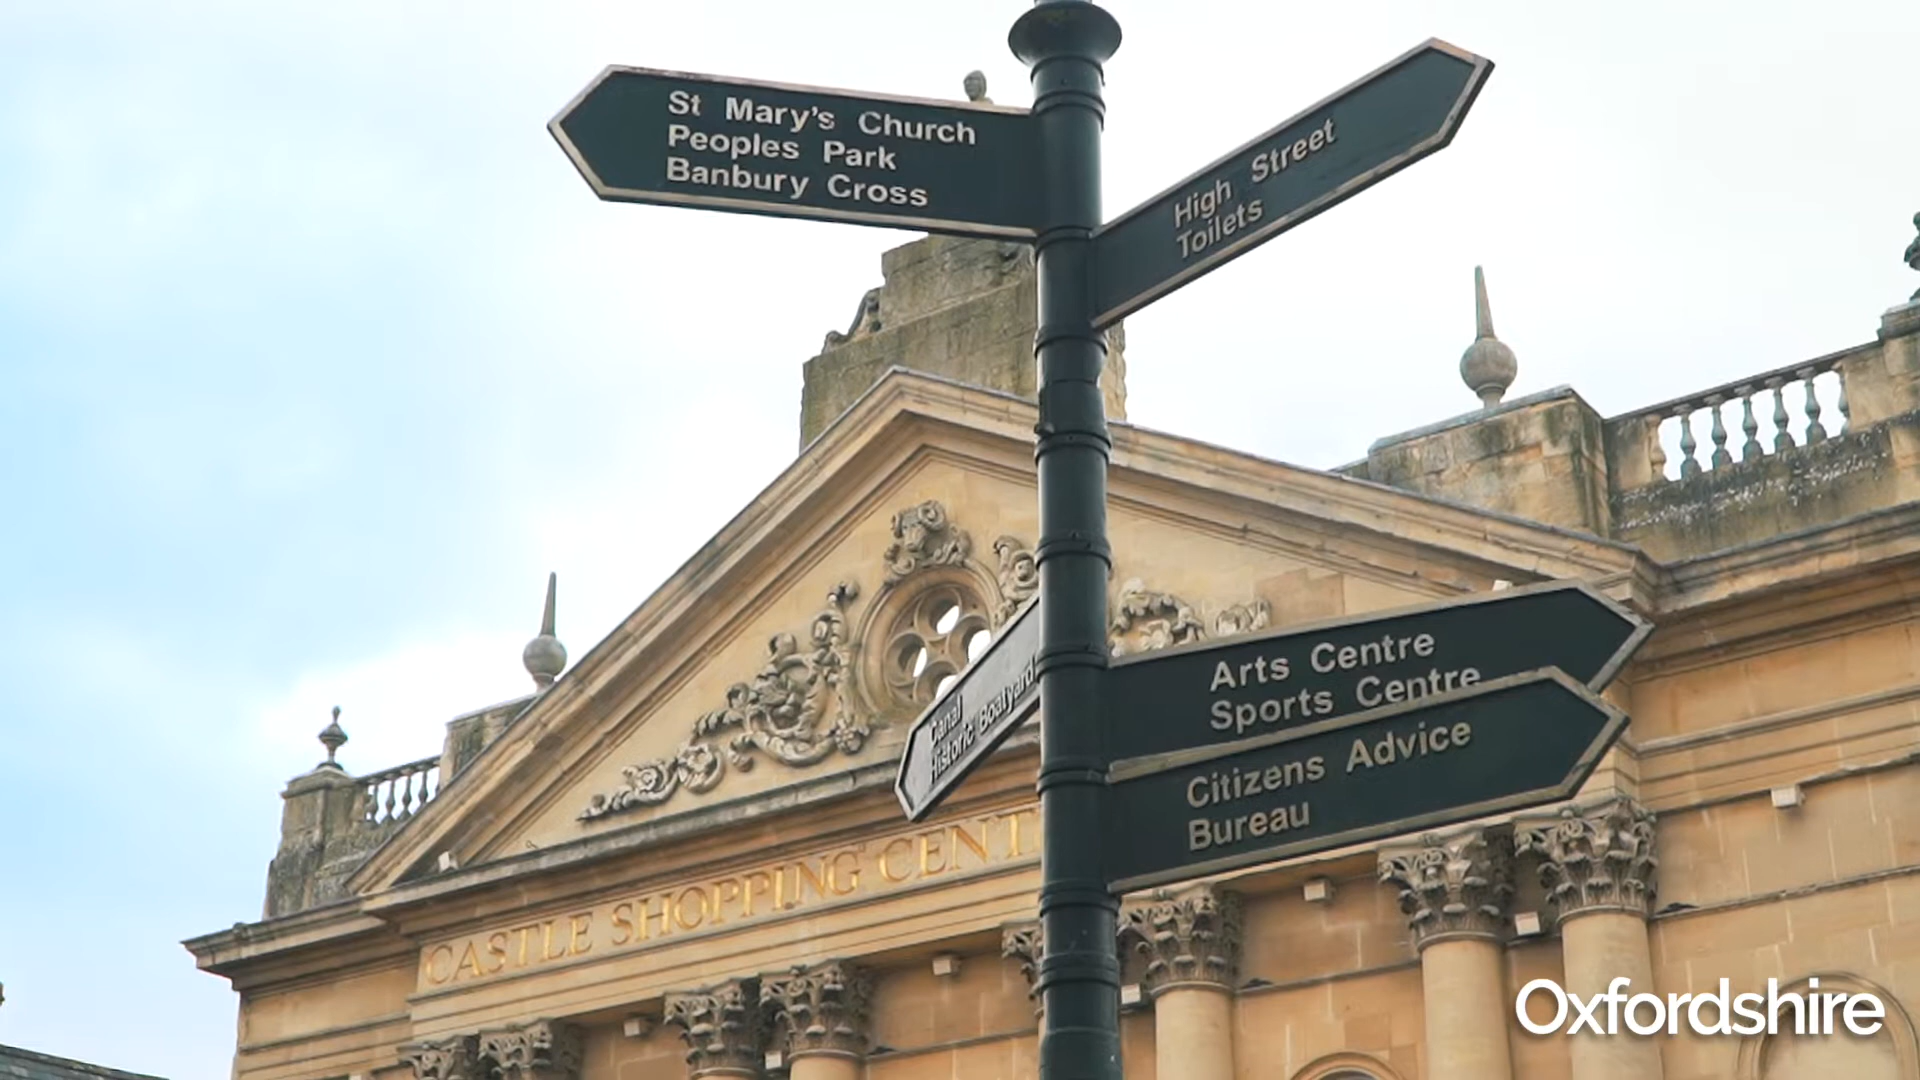 St Mary's Church
Peoples Park
Banbury Cross
High Street
Toilets
Canal
Historic Boatyard
Arts Centre
Sports Centre
Citizens Advice
Bureau
CASTLE SHOPPING CENT
Oxfordshire